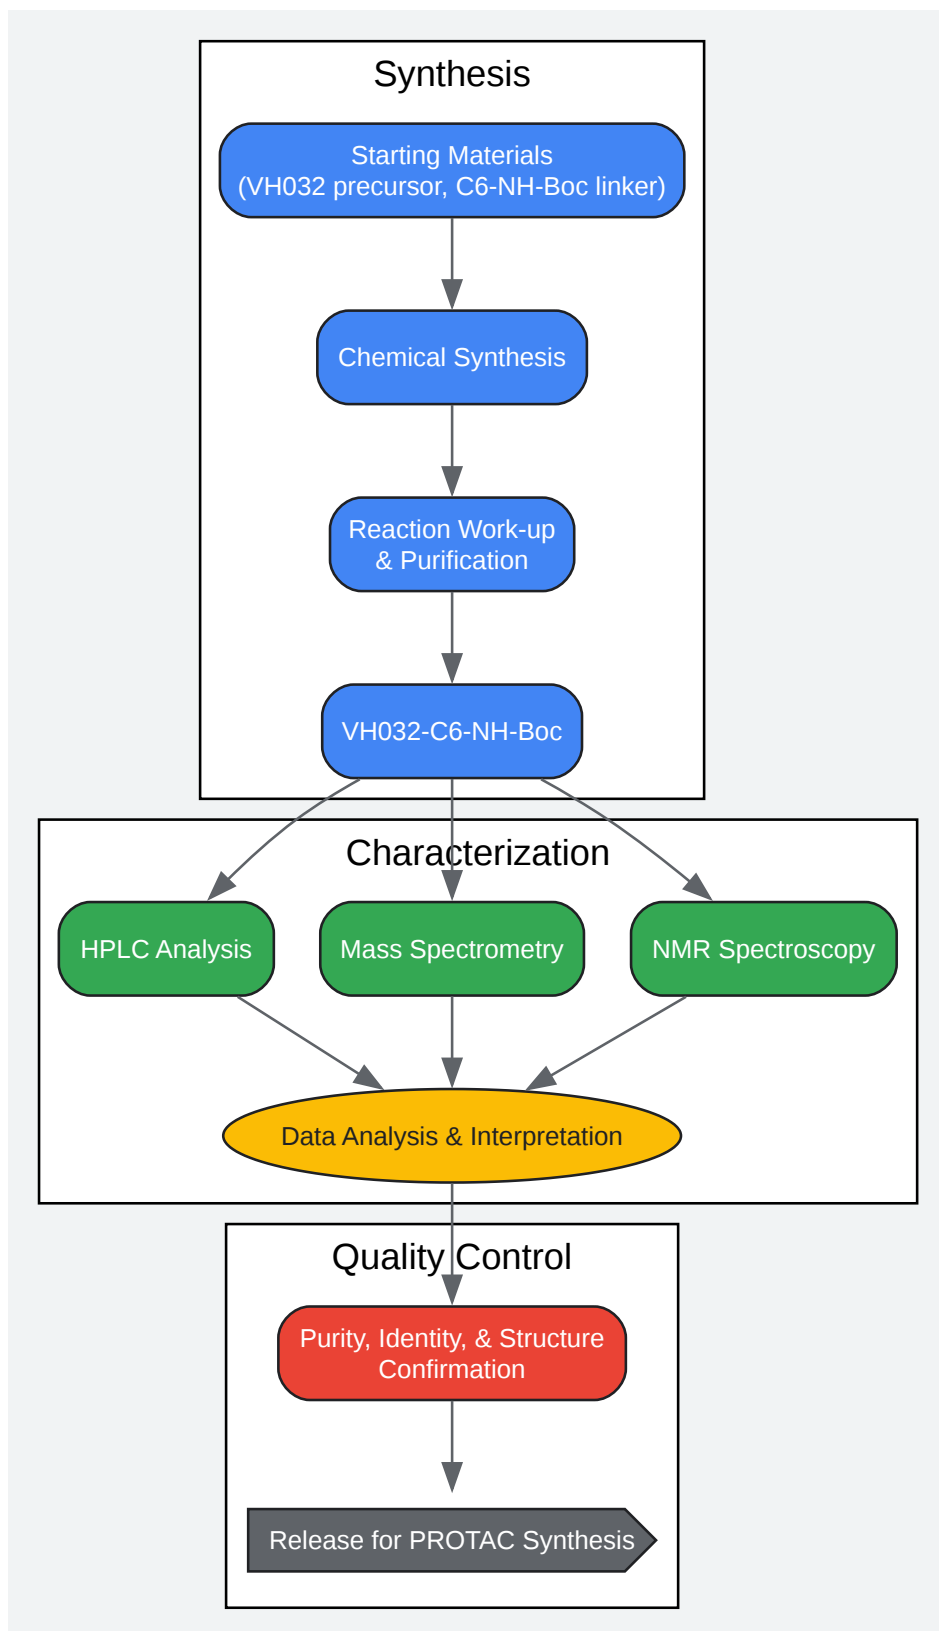 Synthesis
Starting Materials
(VH032 precursor, C6-NH-Boc linker)
Chemical Synthesis
Reaction Work-up
& Purification
VH032-C6-NH-Boc
Characterization
HPLC Analysis
Mass Spectrometry
NMR Spectroscopy
Data Analysis & Interpretation
Quality Control
Purity, Identity, & Structure
Confirmation
Release for PROTAC Synthesis